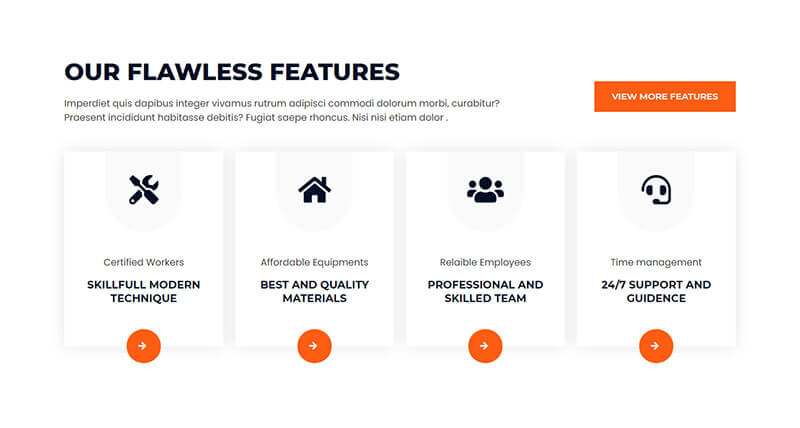 OUR FLAWLESS FEATURES
Imperdiet quis dapibus integer vivamus rutrum adipisci commodi dolorum morbi, curabitur?
Praesent incididunt habitasse debitis? Fugiat saepe rhoncus. Nisi nisi etiam dolor .
VIEW MORE FEATURES
Certified Workers
SKILLFULL MODERN
TECHNIQUE
Affordable Equipments
BEST AND QUALITY
MATERIALS
Relaible Employees
PROFESSIONAL AND
SKILLED TEAM
Time management
24/7 SUPPORT AND
GUIDENCE